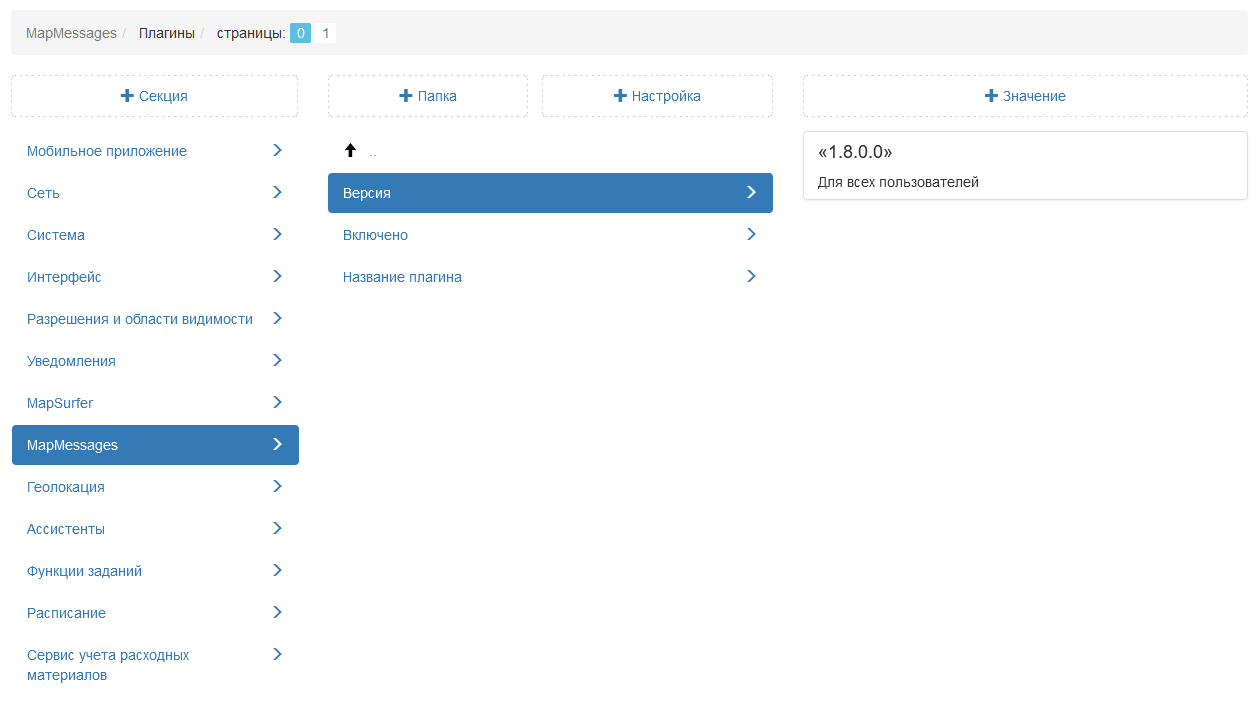 MapMessages / Плагины / страницы: 0 1
Секция
Папка
Настройка
Значение
Мобильное приложение
Сеть
Система
Интерфейс
Разрешения и области видимости
Уведомления
MapSurfer
MapMessages
Геолокация
Ассистенты
Функции заданий
Расписание
Сервис учета расходных
материалов
..
Версия
Включено
Название плагина
«1.8.0.0»
Для всех пользователей